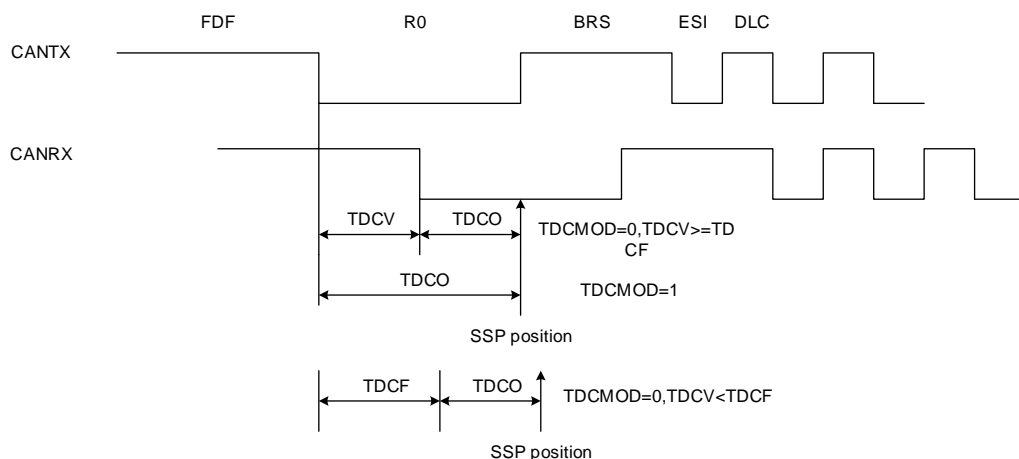 FDF R0 BRS ESI DLC
CANTX
CANRX
TDCV TDCO TDCMOD=0,TDCV>=TD
CF
TDCO TDCMOD=1
SSP position
TDCF TDCO TDCMOD=0,TDCV<TDCF
SSP position